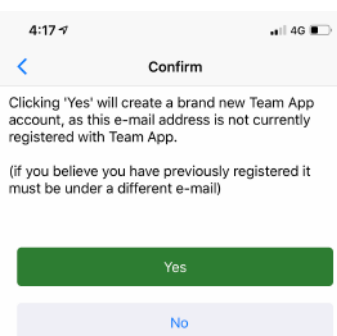 4:17
4G
Confirm
Clicking 'Yes' will create a brand new Team App
account, as this e-mail address is not currently
registered with Team App.
(if you believe you have previously registered it
must be under a different e-mail)
Yes
No